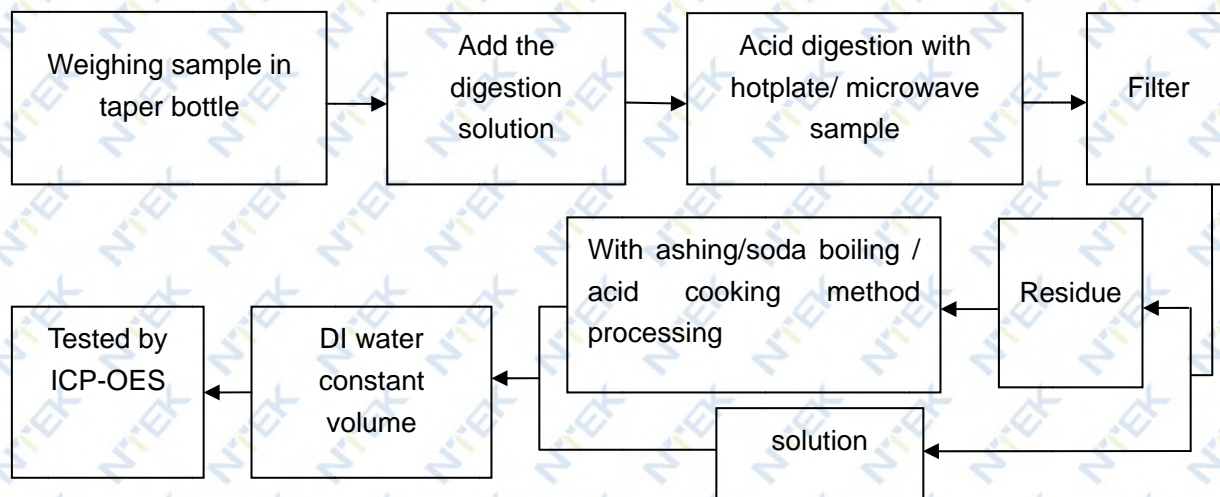 Weighing sample in
taper bottle
Add the
digestion
solution
Acid digestion with
hotplate/ microwave
sample
Filter
With ashing/soda boiling /
acid cooking method
processing
Residue
Tested by
ICP-OES
DI water
constant
volume
solution
NTEK